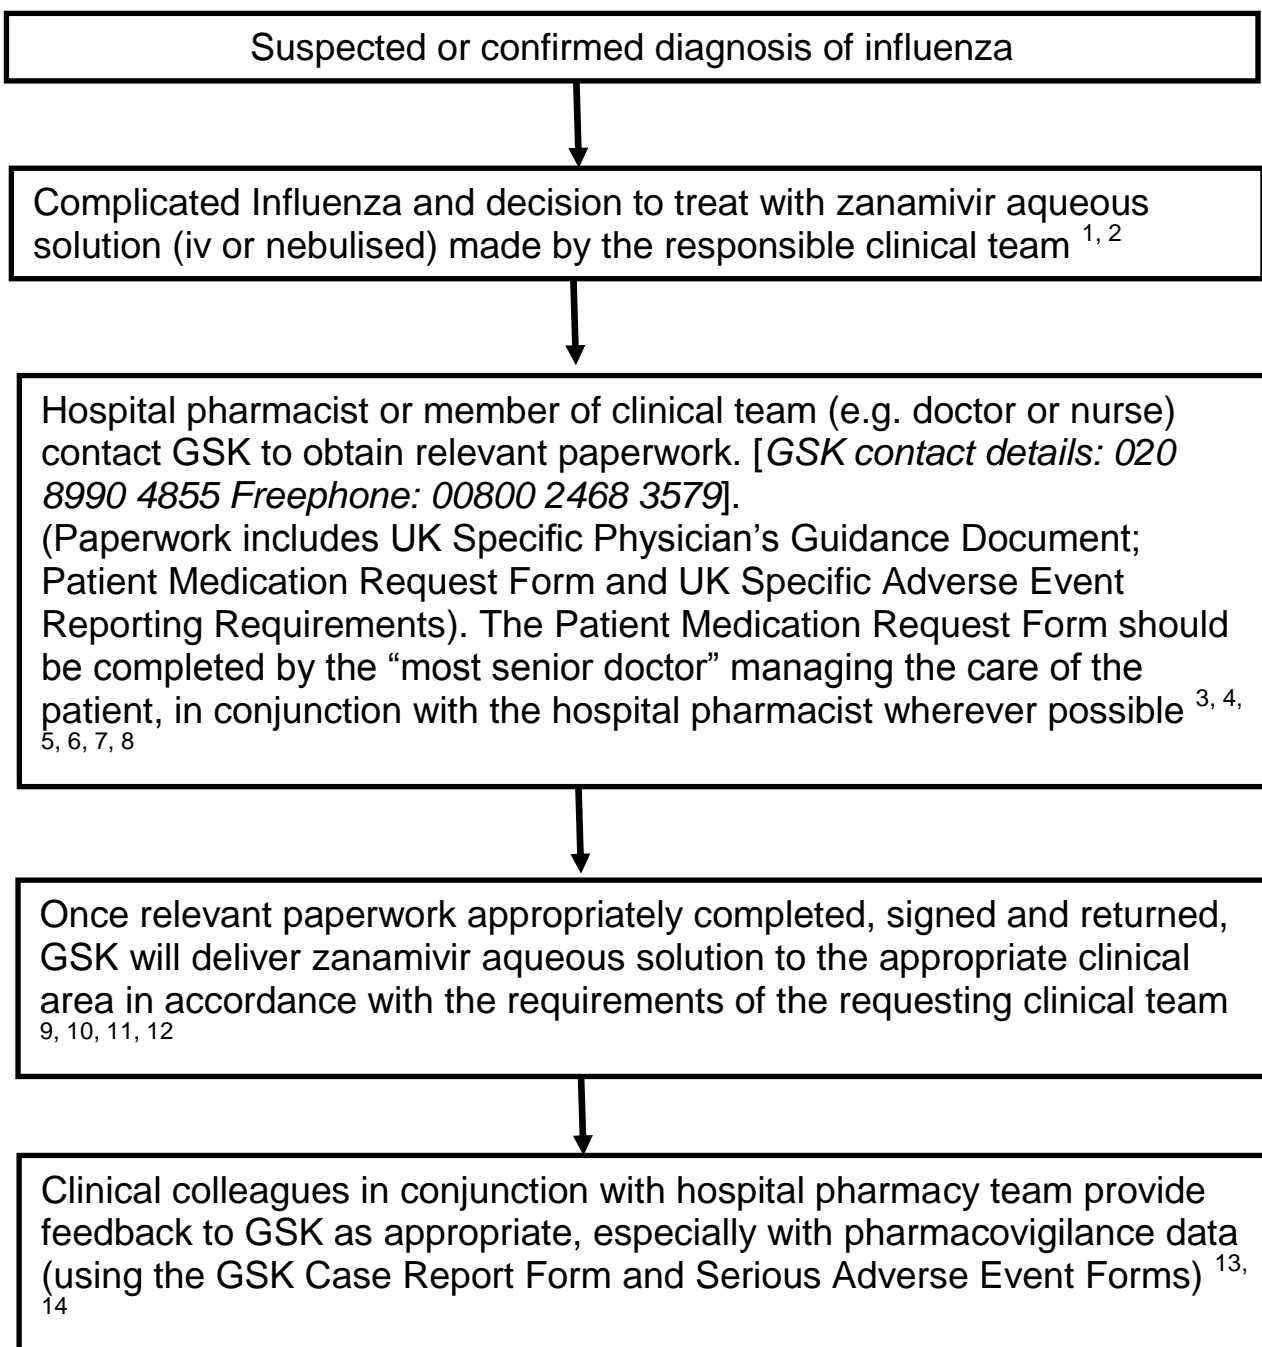 Suspected or confirmed diagnosis of influenza
Complicated Influenza and decision to treat with zanamivir aqueous
solution (iv or nebulised) made by the responsible clinical team 1, 2
Hospital pharmacist or member of clinical team (e.g. doctor or nurse)
contact GSK to obtain relevant paperwork. [GSK contact details: 020
8990 4855 Freephone: 00800 2468 3579].
(Paperwork includes UK Specific Physician’s Guidance Document;
Patient Medication Request Form and UK Specific Adverse Event
Reporting Requirements). The Patient Medication Request Form should
be completed by the “most senior doctor” managing the care of the
patient, in conjunction with the hospital pharmacist wherever possible 3, 4,
5, 6, 7, 8
Once relevant paperwork appropriately completed, signed and returned,
GSK will deliver zanamivir aqueous solution to the appropriate clinical
area in accordance with the requirements of the requesting clinical team
9, 10, 11, 12
Clinical colleagues in conjunction with hospital pharmacy team provide
feedback to GSK as appropriate, especially with pharmacovigilance data
(using the GSK Case Report Form and Serious Adverse Event Forms) 13,
14